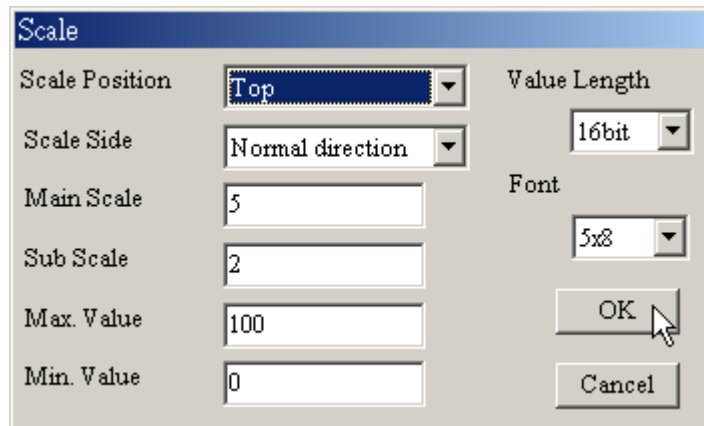 Scale
Scale Position Top Value Length
Scale Side Normal direction 16bit
Main Scale 5 Font
Sub Scale 2 5x8
Max. Value 100 OK
Min. Value 0 Cancel